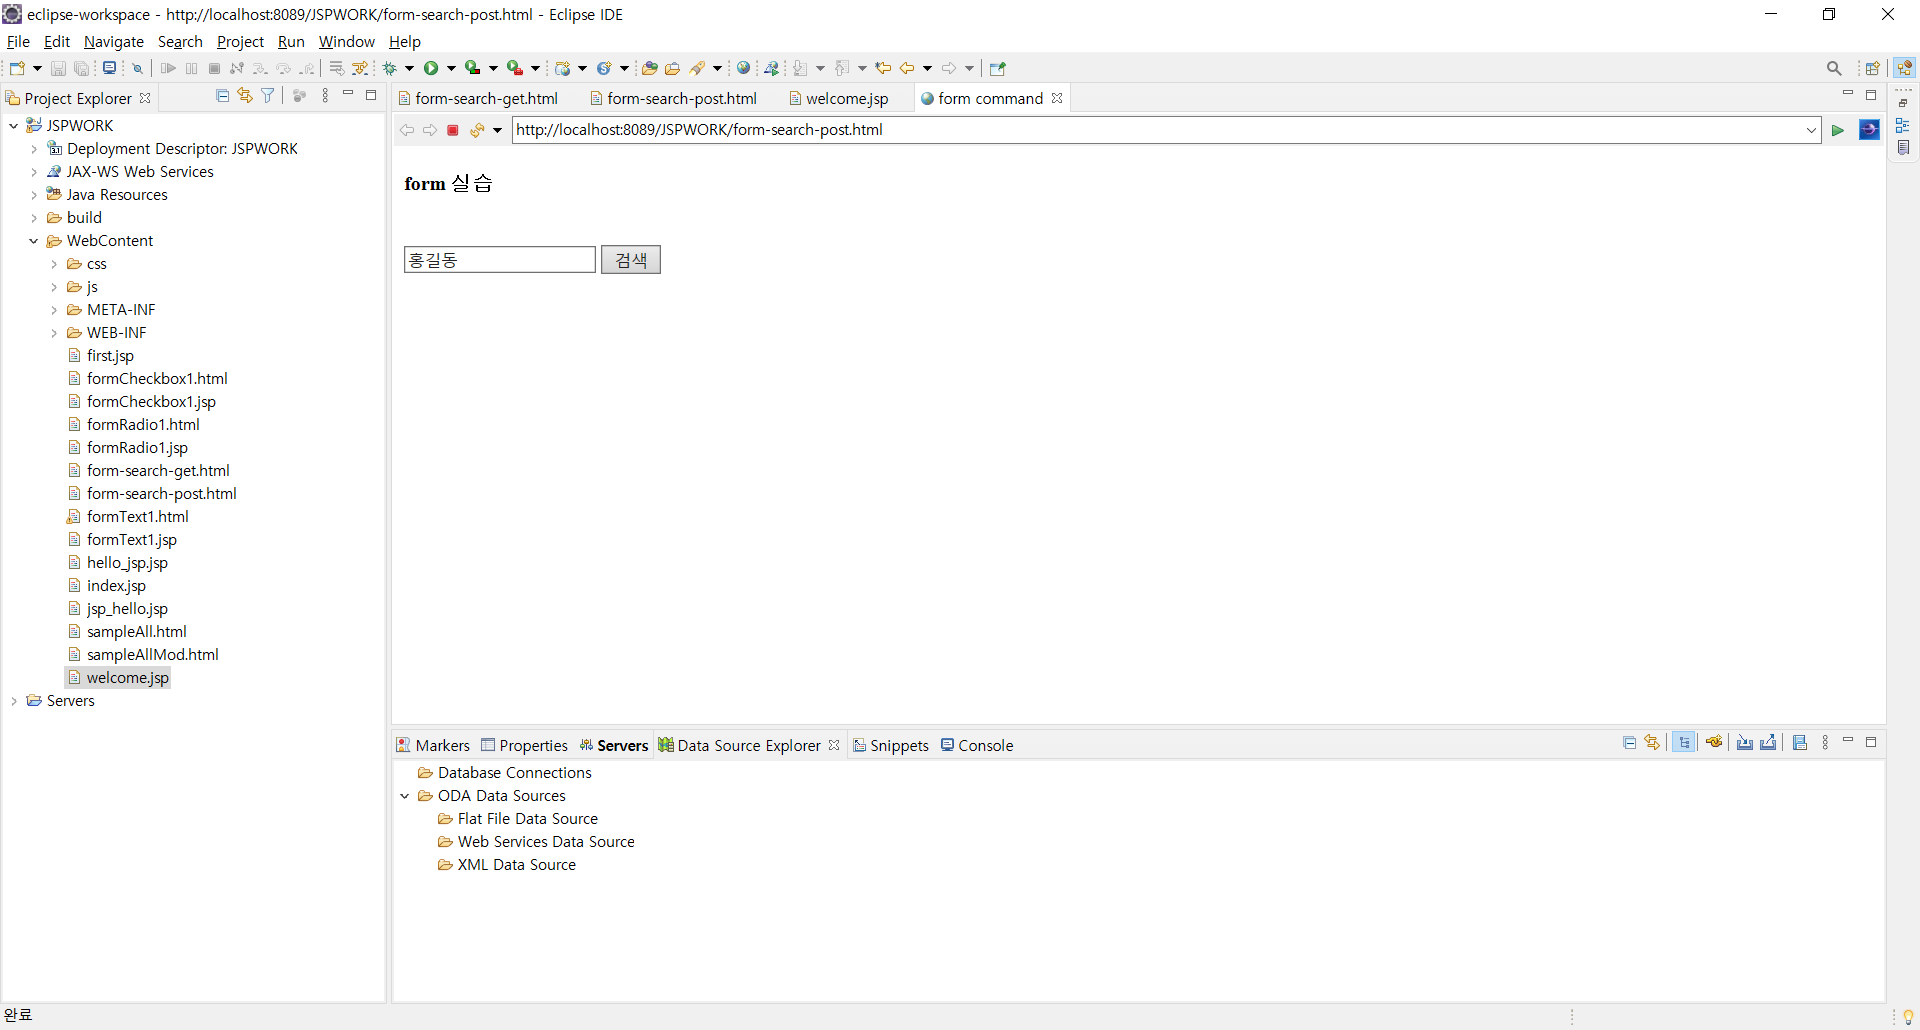 eclipse-workspace - http://localhost:8089/JSPWORK/form-search-post.html - Eclipse IDE
File Edit Navigate Search Project Run Window Help
Project Explorer
JSPWORK
Deployment Descriptor: JSPWORK
JAX-WS Web Services
Java Resources
build
WebContent
css
js
META-INF
WEB-INF
first.jsp
formCheckbox1.html
formCheckbox1.jsp
formRadio1.html
formRadio1.jsp
form-search-get.html
form-search-post.html
formText1.html
formText1.jsp
hello_jsp.jsp
index.jsp
jsp_hello.jsp
sampleAll.html
sampleAllMod.html
welcome.jsp
Servers
form-search-get.html form-search-post.html welcome.jsp form command
http://localhost:8089/JSPWORK/form-search-post.html
form 실습
홍길동 검색
Markers Properties Servers Data Source Explorer Snippets Console
Database Connections
ODA Data Sources
Flat File Data Source
Web Services Data Source
XML Data Source
완료